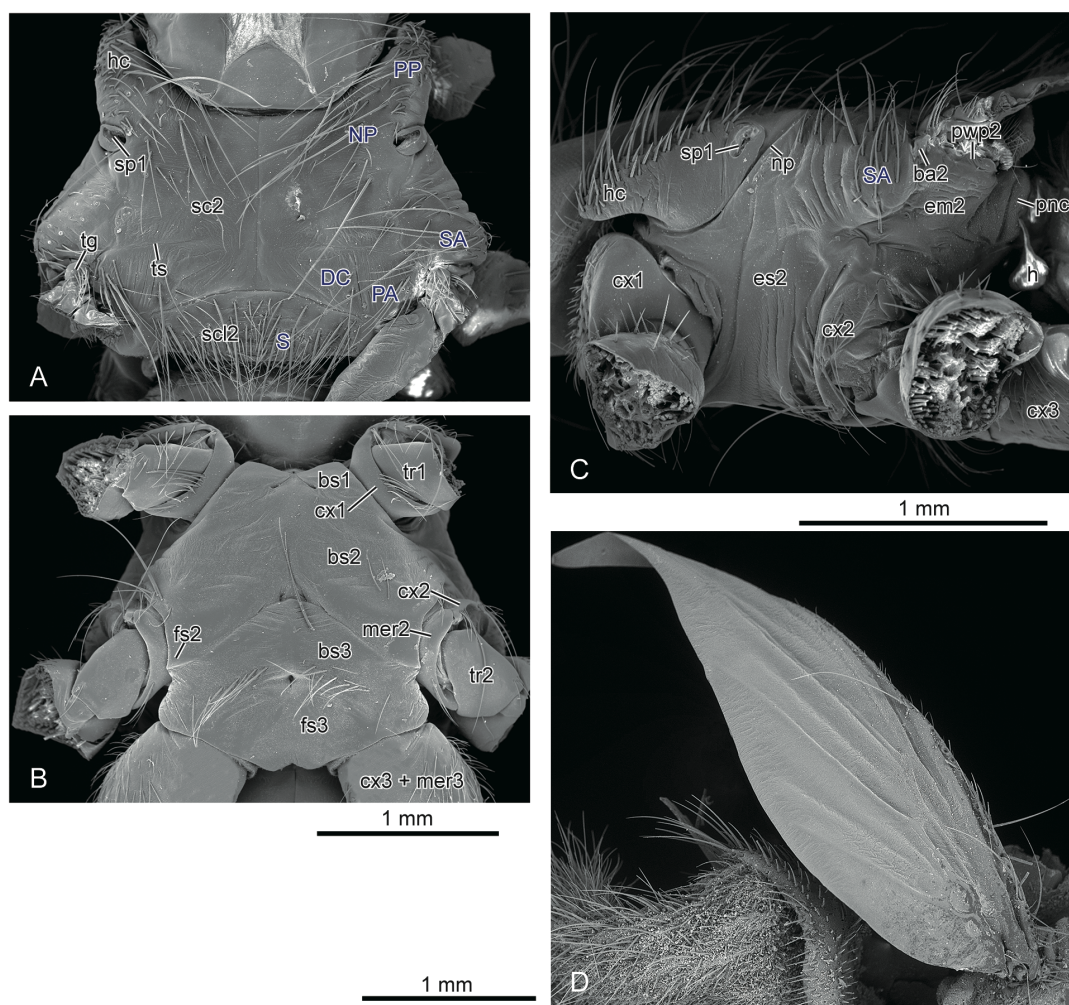 hc
PP
NP
sp1
sc2
tg
ts
SA
DC
PA
scl2
S
A
sp1
np
pwp2
SA
ba2
hc
em2
pnc
cx1
es2
h
cx2
cx3
C
1 mm
tr1
bs1
cx1
bs2
cx2
fs2
mer2
bs3
tr2
fs3
cx3 + mer3
B
1 mm
D
1 mm